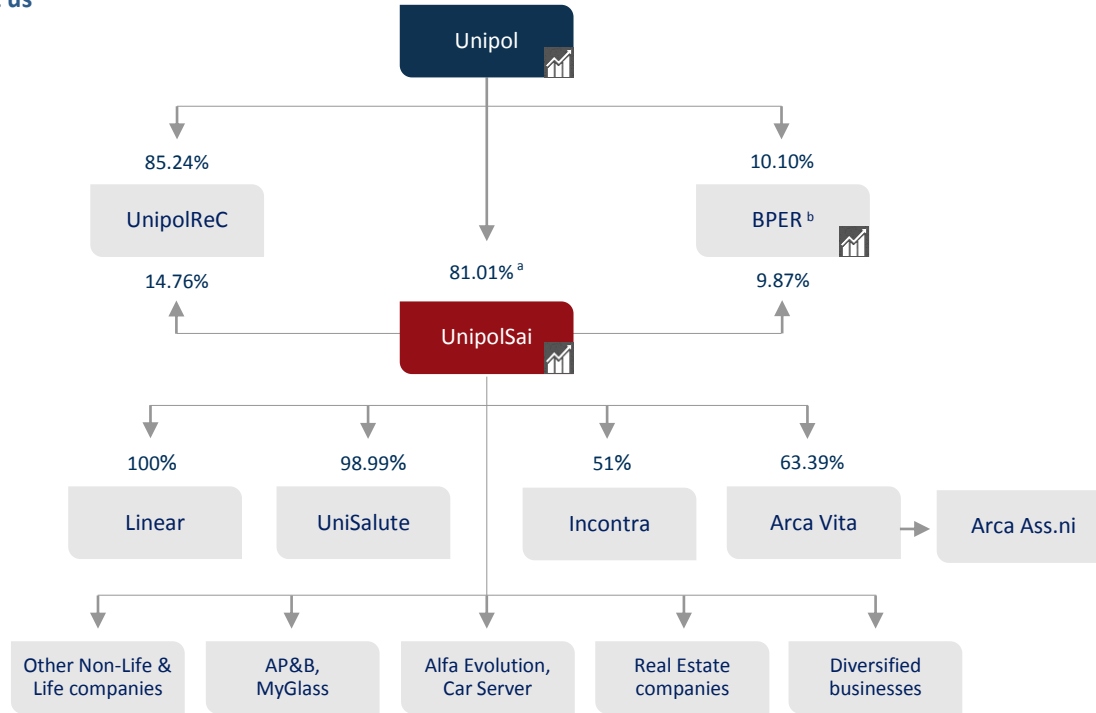 us
Unipol
85.24%
10.10%
UnipolReC
BPER b
81.01% a
14.76%
9.87%
UnipolSai
100%
98.99%
51%
63.39%
Linear
UniSalute
Incontra
Arca Vita
Arca Ass.ni
Other Non-Life &
Life companies
AP&B,
MyGlass
Alfa Evolution,
Car Server
Real Estate
companies
Diversified
businesses